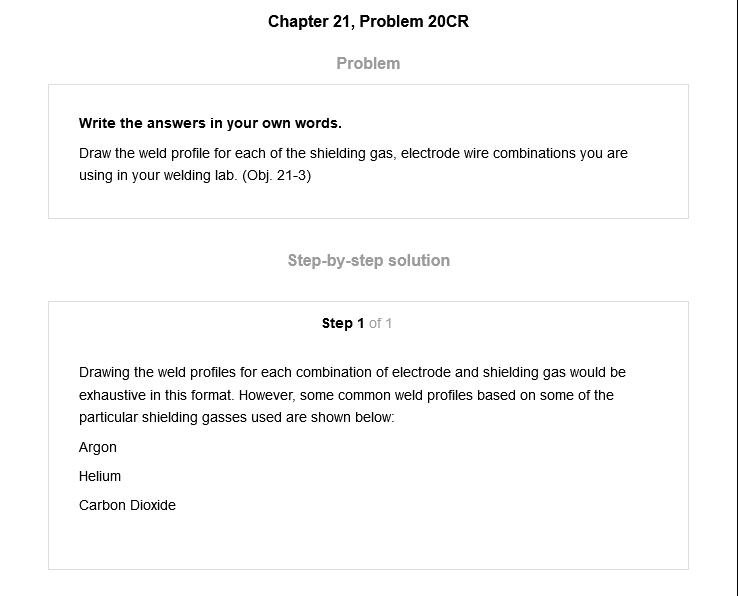 Chapter 21, Problem 20CR
Problem
Write the answers in your own words.
Draw the weld profile for each of the shielding gas, electrode wire combinations you are
using in your welding lab. (Obj. 21-3)
Step-by-step solution
Step 1 of 1
Drawing the weld profiles for each combination of electrode and shielding gas would be
exhaustive in this format. However, some common weld profiles based on some of the
particular shielding gasses used are shown below:
Argon
Helium
Carbon Dioxide